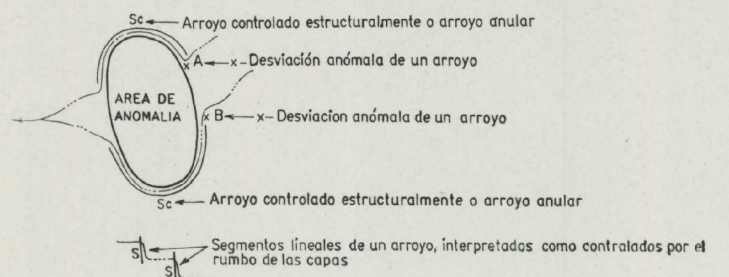 Sc Arroyo controlado estructuralmente o arroyo anular
x A x- Desviación anómala de un arroyo
AREA DE
ANOMALIA
x B x- Desviacion anómala de un arroyo
Sc Arroyo controlado estructuralmente o arroyo anular
S Segmentos lineales de un arroyo, interpretados como contralados por el
S rumbo de las capas